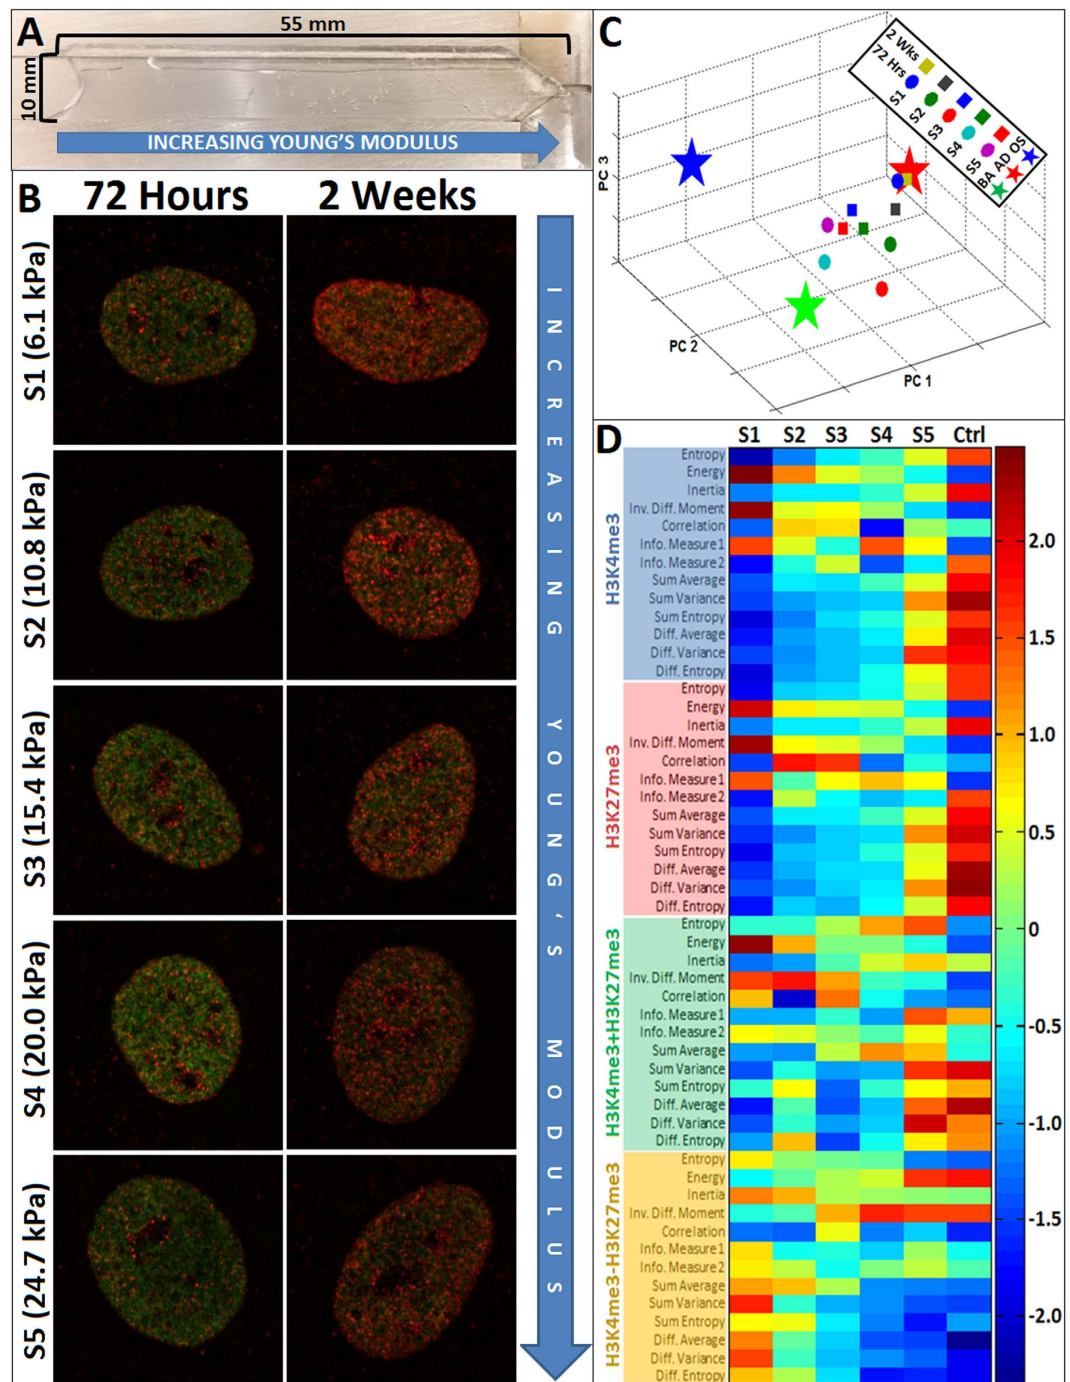 A
55 mm
10 mm
INCREASING YOUNG'S MODULUS
B
72 Hours
2 Weeks
S1 (6.1 kPa)
S2 (10.8 kPa)
S3 (15.4 kPa)
S4 (20.0 kPa)
S5 (24.7 kPa)
INCREASING YOUNG'S MODULUS
C
2 Wks
72 Hrs
S1
S2
S3
S4
S5
BA AD OS
PC 3
PC 2
PC 1
D
S1 S2 S3 S4 S5 Ctrl
H3K4me3
Entropy
Energy
Inertia
Inv. Diff. Moment
Correlation
Info. Measure1
Info. Measure2
Sum Average
Sum Variance
Sum Entropy
Diff. Average
Diff. Variance
Diff. Entropy
H3K27me3
Entropy
Energy
Inertia
Inv. Diff. Moment
Correlation
Info. Measure1
Info. Measure2
Sum Average
Sum Variance
Sum Entropy
Diff. Average
Diff. Variance
Diff. Entropy
H3K4me3+H3K27me3
Entropy
Energy
Inertia
Inv. Diff. Moment
Correlation
Info. Measure1
Info. Measure2
Sum Average
Sum Variance
Sum Entropy
Diff. Average
Diff. Variance
Diff. Entropy
H3K4me3-H3K27me3
Entropy
Energy
Inertia
Inv. Diff. Moment
Correlation
Info. Measure1
Info. Measure2
Sum Average
Sum Variance
Sum Entropy
Diff. Average
Diff. Variance
Diff. Entropy
2.0
1.5
1.0
0.5
0
-0.5
-1.0
-1.5
-2.0